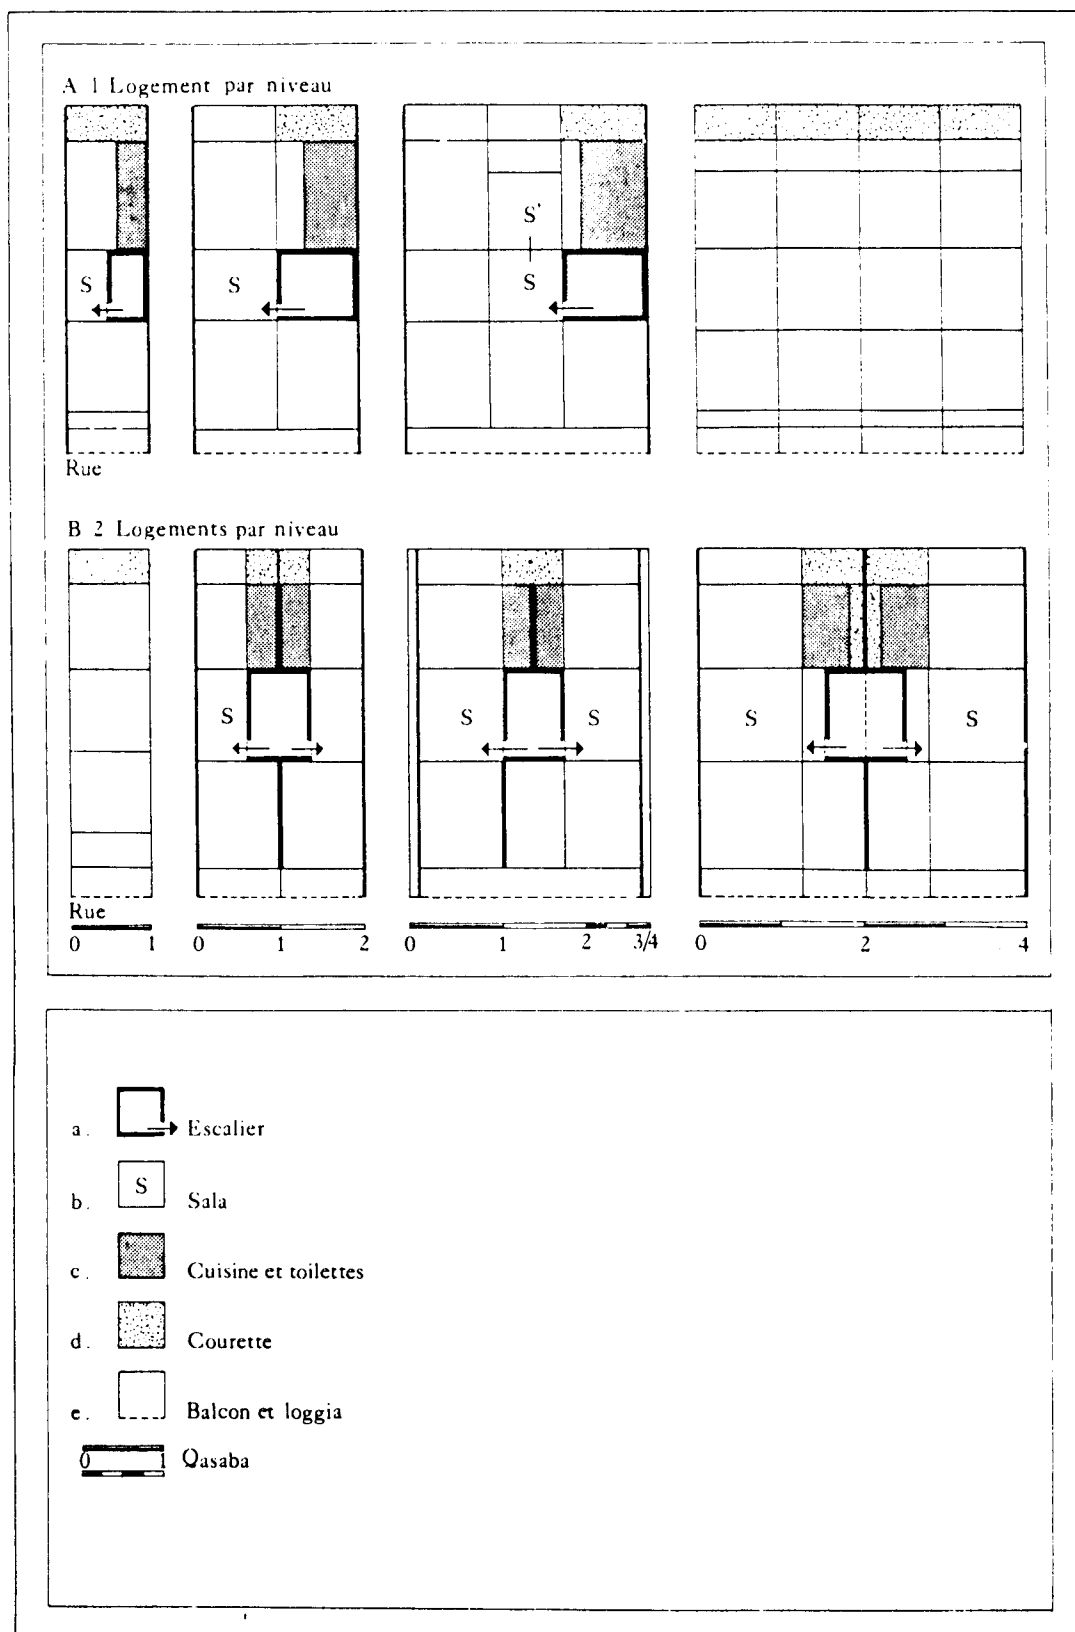 A 1 Logement par niveau
S
S
S'
S
Rue
B 2 Logements par niveau
S
S
S
S
S
Rue
0 1
0 1 2
0 1 2 3/4
0 2 4
a. Escalier
b. S Sala
c. Cuisine et toilettes
d. Courette
e. Balcon et loggia
0 1 Qasaba